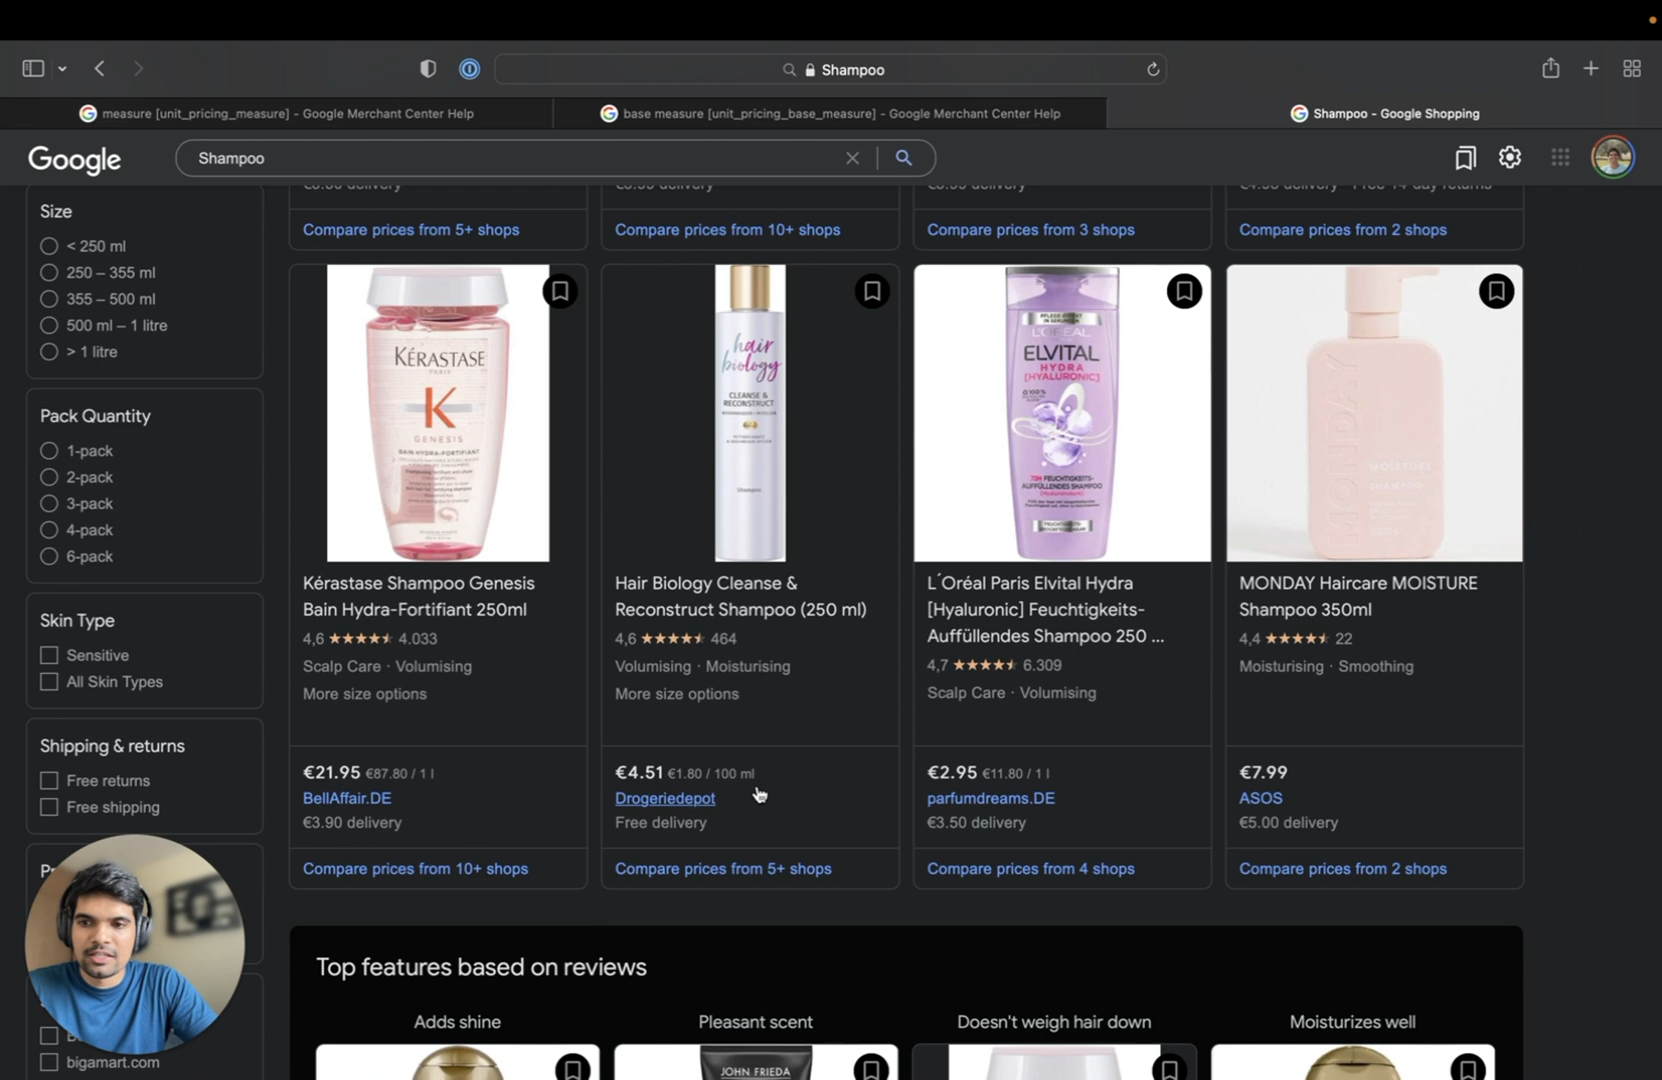 Shampoo
measure [unit_pricing_measure] - Google Merchant Center Help
base measure [unit_pricing_base_measure] - Google Merchant Center Help
Shampoo - Google Shopping
Google
Shampoo
Size
< 250 ml
250 – 355 ml
355 – 500 ml
500 ml – 1 litre
> 1 litre
Pack Quantity
1-pack
2-pack
3-pack
4-pack
6-pack
Skin Type
Sensitive
All Skin Types
Shipping & returns
Free returns
Free shipping
bigamart.com
Compare prices from 5+ shops
Compare prices from 10+ shops
Compare prices from 3 shops
Compare prices from 2 shops
KÉRASTASE
PARIS
K
GENESIS
BAIN HYDRA-FORTIFIANT
Kérastase Shampoo Genesis
Bain Hydra-Fortifiant 250ml
4,6 4.033
Scalp Care · Volumising
More size options
€21.95 €87.80 / 1 l
BellAffair.DE
€3.90 delivery
Compare prices from 10+ shops
hair
biology
CLEANSE &
RECONSTRUCT
Shampoo
Hair Biology Cleanse &
Reconstruct Shampoo (250 ml)
4,6 464
Volumising · Moisturising
More size options
€4.51 €1.80 / 100 ml
Drogeriedepot
Free delivery
Compare prices from 5+ shops
L'ORÉAL
ELVITAL
HYDRA
[HYALURONIC]
72H FEUCHTIGKEITS-
AUFFÜLLENDES SHAMPOO
L´Oréal Paris Elvital Hydra
[Hyaluronic] Feuchtigkeits-
Auffüllendes Shampoo 250 ...
4,7 6.309
Scalp Care · Volumising
€2.95 €11.80 / 1 l
parfumdreams.DE
€3.50 delivery
Compare prices from 4 shops
MONDAY
MOISTURE
SHAMPOO
MONDAY Haircare MOISTURE
Shampoo 350ml
4,4 22
Moisturising · Smoothing
€7.99
ASOS
€5.00 delivery
Compare prices from 2 shops
Top features based on reviews
Adds shine
Pleasant scent
Doesn't weigh hair down
Moisturizes well
JOHN FRIEDA